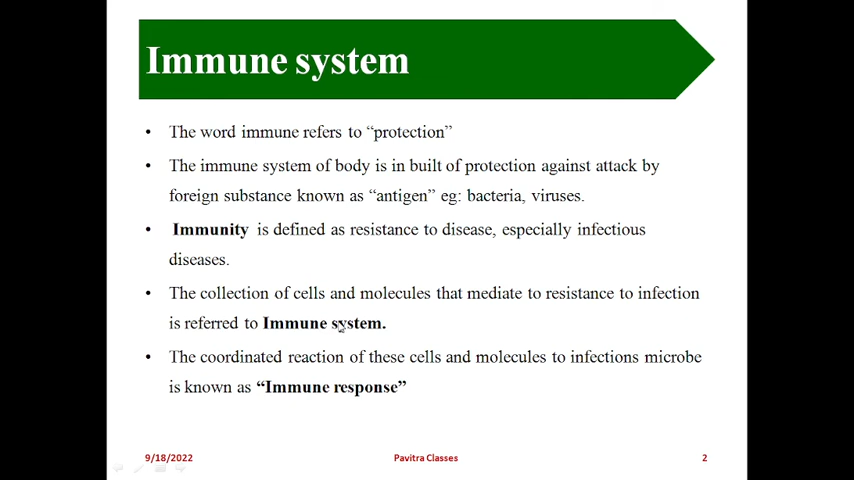 Immune system
• The word immune refers to “protection”
• The immune system of body is in built of protection against attack by
foreign substance known as “antigen” eg: bacteria, viruses.
• Immunity is defined as resistance to disease, especially infectious
diseases.
• The collection of cells and molecules that mediate to resistance to infection
is referred to Immune system.
• The coordinated reaction of these cells and molecules to infections microbe
is known as “Immune response”
9/18/2022 Pavitra Classes 2